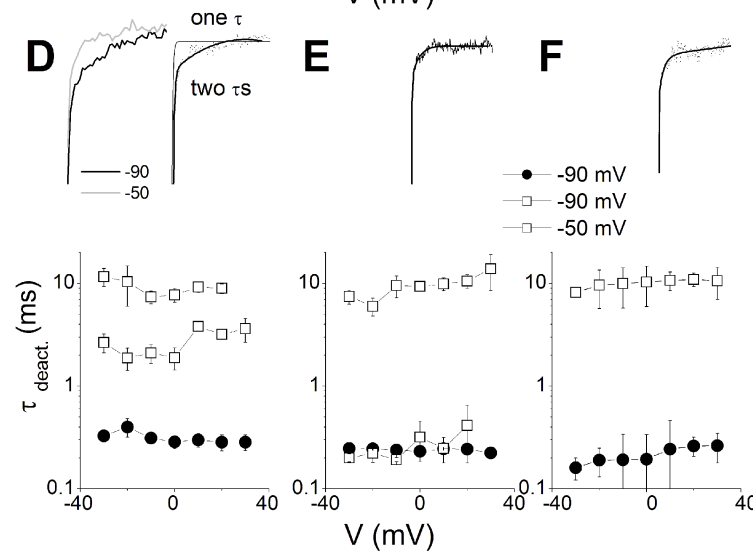 V (mV)
D
one τ
two τs
-90
-50
E
F
-90 mV
-90 mV
-50 mV
τ deact. (ms)
10
1
0.1
-40 0 40
10
1
0.1
-40 0 40
10
1
0.1
-40 0 40
V (mV)